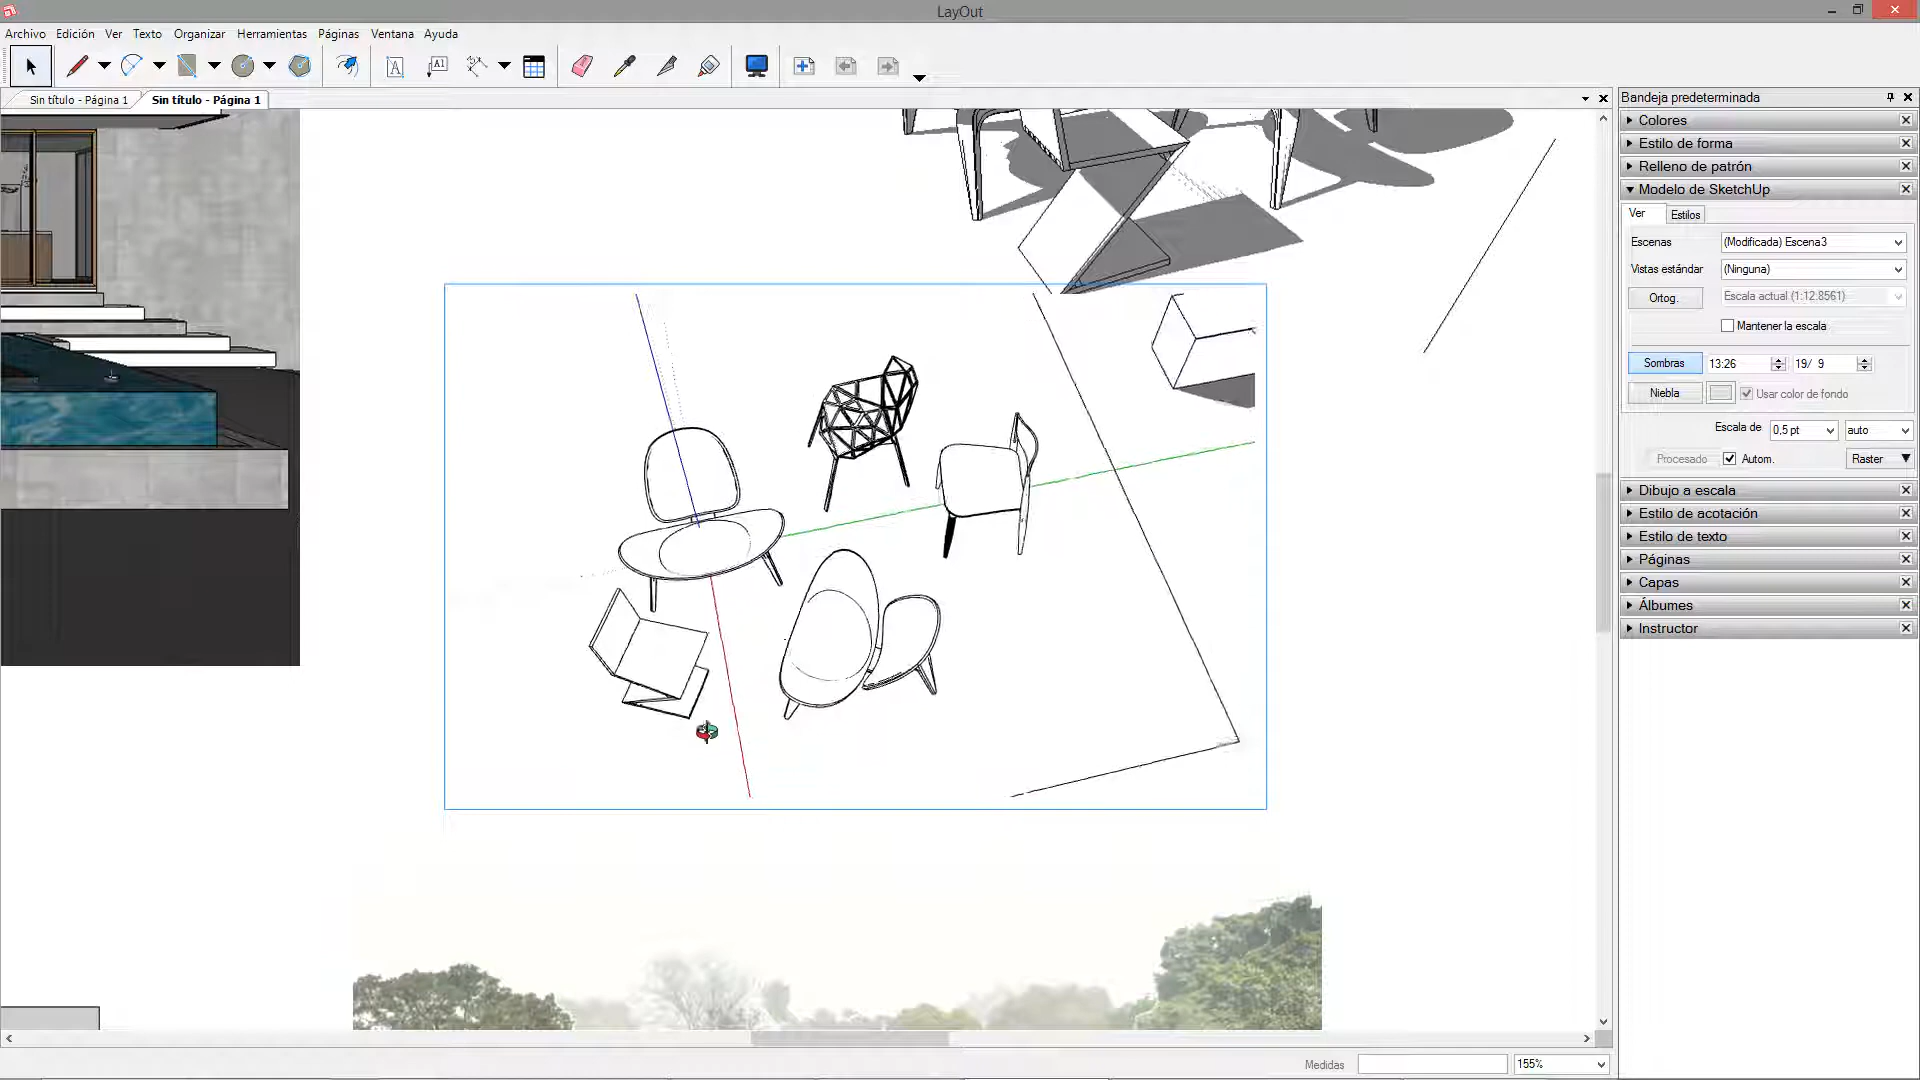 LayOut
Archivo Edición Ver Texto Organizar Herramientas Páginas Ventana Ayuda
Sin título - Página 1
Sin título - Página 1
Bandeja predeterminada
Colores
Estilo de forma
Relleno de patrón
Modelo de SketchUp
Ver Estilos
Escenas (Modificada) Escena3
Vistas estándar (Ninguna)
Ortog. Escala actual (1:12.8561)
Mantener la escala
Sombras 13:26 19/ 9
Niebla Usar color de fondo
Escala de 0,5 pt auto
Procesado Autom. Raster
Dibujo a escala
Estilo de acotación
Estilo de texto
Páginas
Capas
Álbumes
Instructor
Medidas 155%